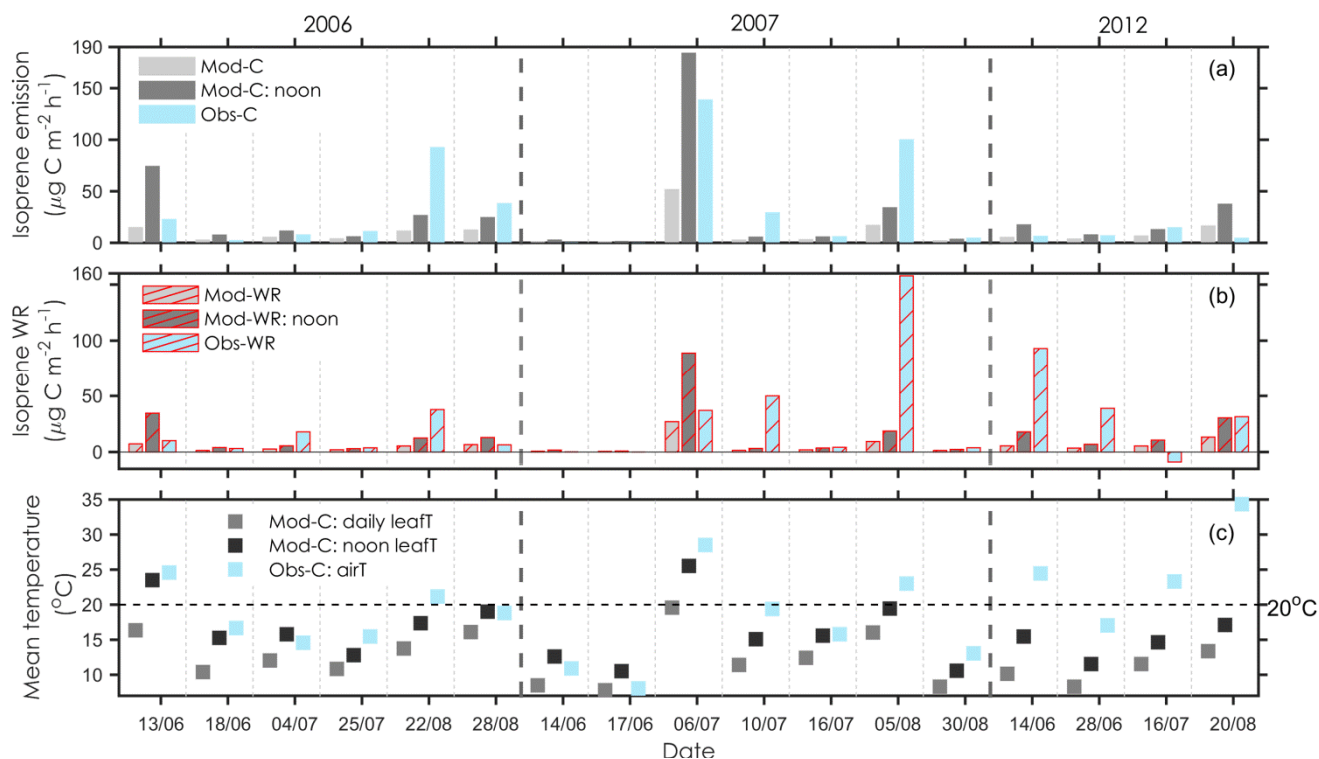 2006 2007 2012
(a)
Isoprene emission
(μg C m⁻² h⁻¹)
190
150
100
50
0
Mod-C
Mod-C: noon
Obs-C
(b)
Isoprene WR
(μg C m⁻² h⁻¹)
160
100
50
0
Mod-WR
Mod-WR: noon
Obs-WR
(c)
Mean temperature
(°C)
35
30
25
20
15
10
Mod-C: daily leafT
Mod-C: noon leafT
Obs-C: airT
20°C
13/06 18/06 04/07 25/07 22/08 28/08 14/06 17/06 06/07 10/07 16/07 05/08 30/08 14/06 28/06 16/07 20/08
Date